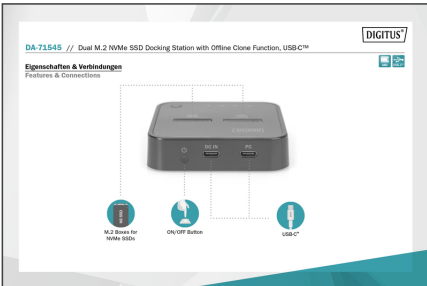 DIGITUS®
DA-71545 // Dual M.2 NVMe SSD Docking Station with Offline Clone Function, USB-C™
Eigenschaften & Verbindungen
Features & Connections
DC IN
PC
M.2 Boxes for
NVMe SSDs
ON/OFF Button
USB-C™